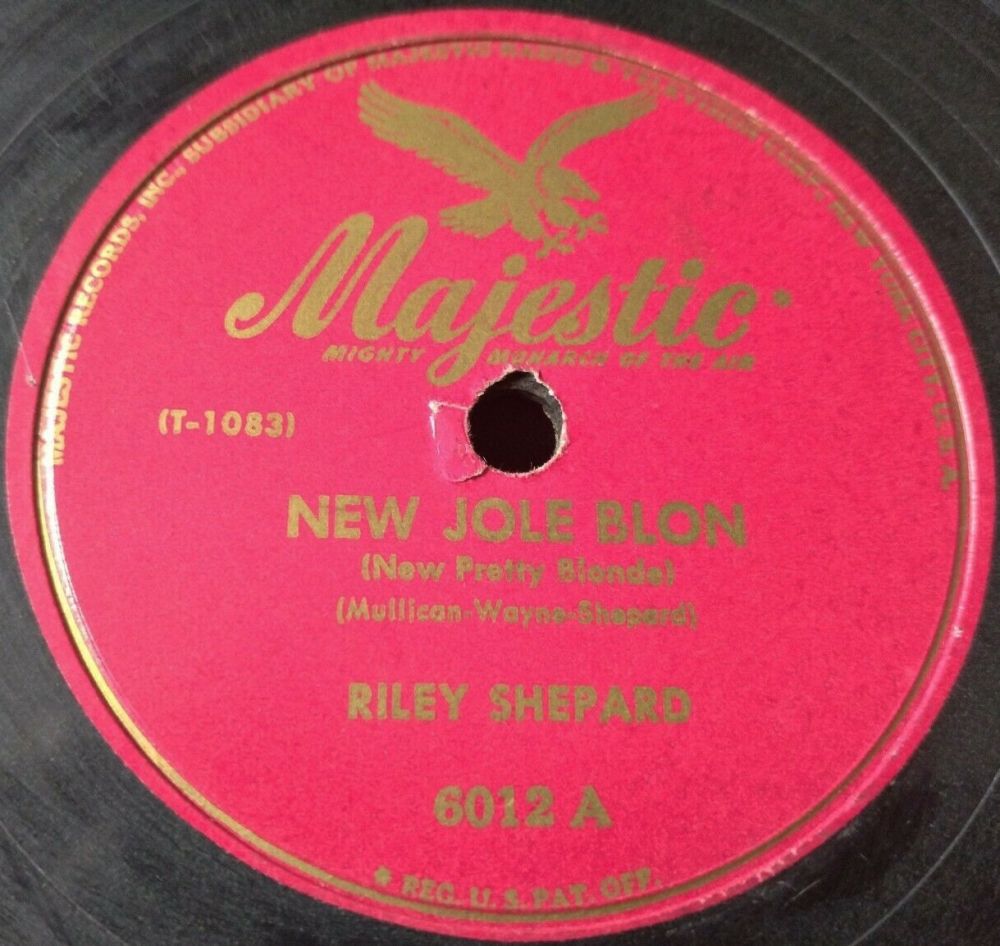 MAJESTIC RECORDS, INC., SUBSIDIARY OF MAJESTIC RADIO & TELEVISION CORP., NEW YORK CITY, U. S. A.
Majestic
MIGHTY MONARCH OF THE AIR
(T-1083)
NEW JOLE BLON
(New Pretty Blonde)
(Mullican-Wayne-Shepard)
RILEY SHEPARD
6012 A
* REG. U. S. PAT. OFF.